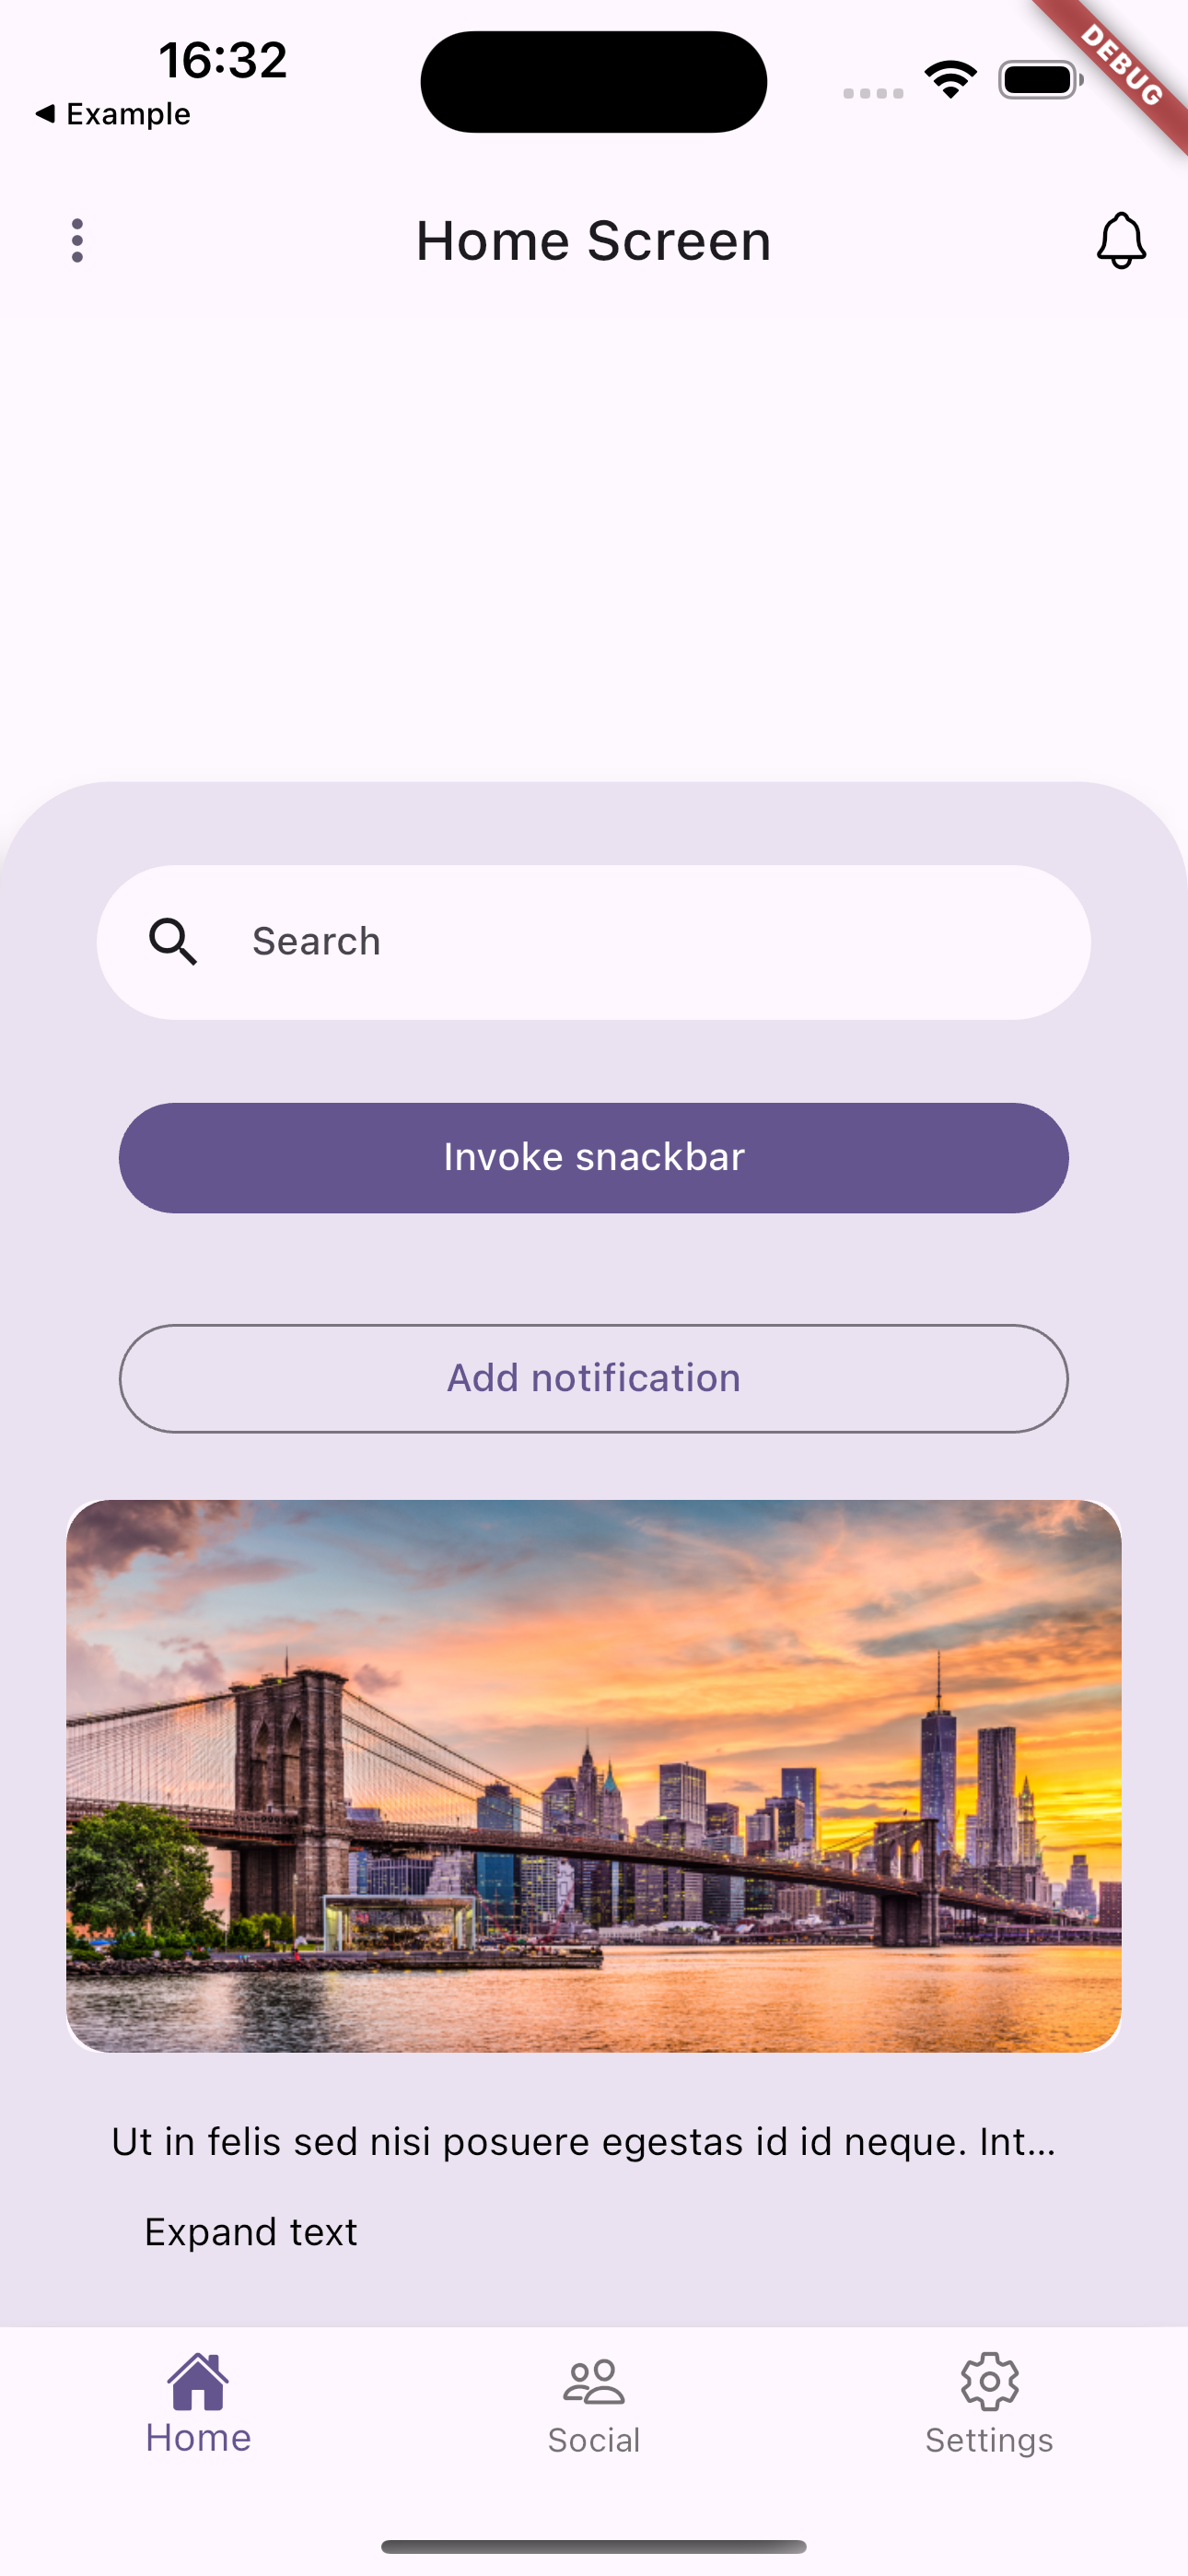 16:32
DEBUG
◀ Example
Home Screen
Search
Invoke snackbar
Add notification
Ut in felis sed nisi posuere egestas id id neque. Int...
Expand text
Home
Social
Settings